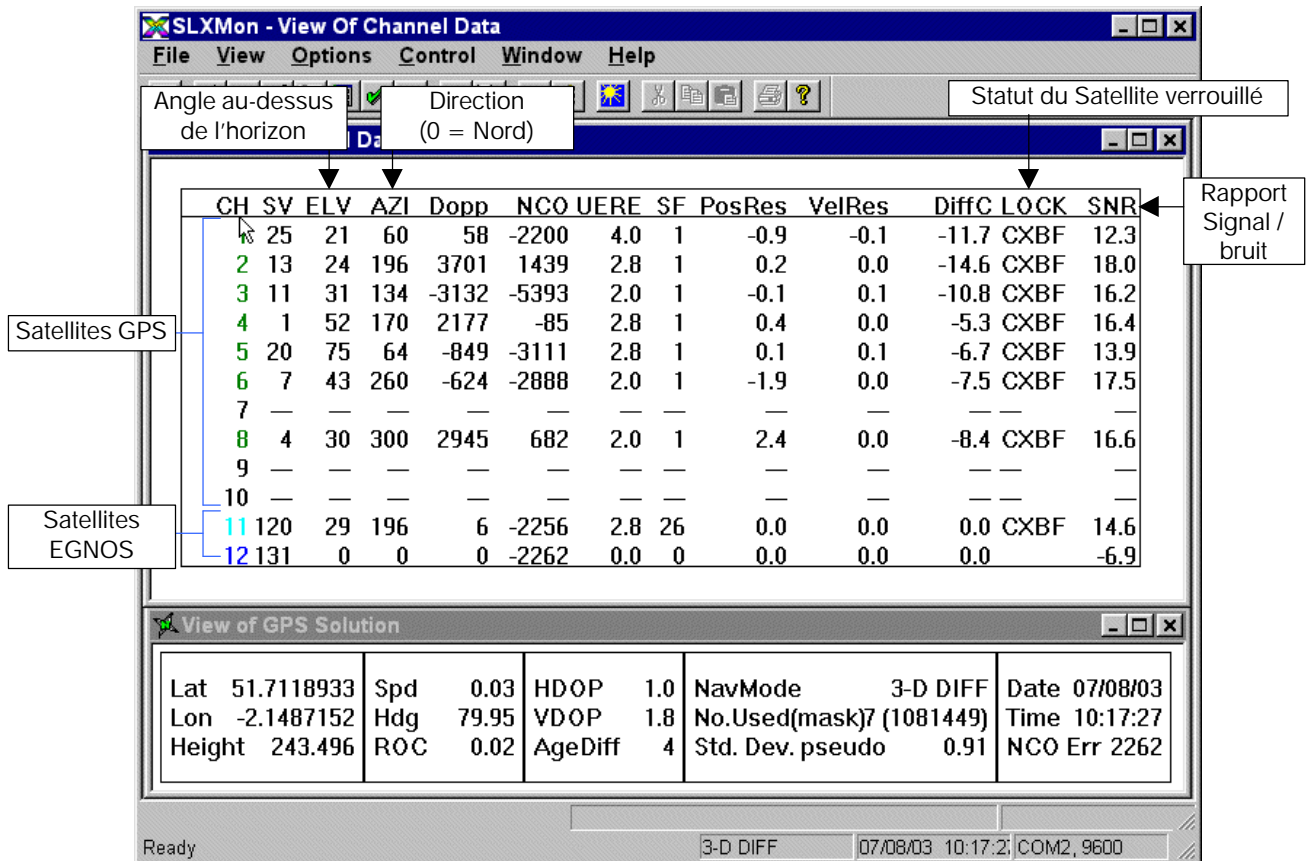 SLXMon - View Of Channel Data
File View Options Control Window Help
Angle au-dessus
de l'horizon
Direction
(0 = Nord)
Statut du Satellite verrouillé
Rapport
Signal /
bruit
CH SV ELV AZI Dopp NCO UERE SF PosRes VelRes DiffC LOCK SNR
25 21 60 58 -2200 4.0 1 -0.9 -0.1 -11.7 CXBF 12.3
2 13 24 196 3701 1439 2.8 1 0.2 0.0 -14.6 CXBF 18.0
3 11 31 134 -3132 -5393 2.0 1 -0.1 0.1 -10.8 CXBF 16.2
4 1 52 170 2177 -85 2.8 1 0.4 0.0 -5.3 CXBF 16.4
5 20 75 64 -849 -3111 2.8 1 0.1 0.1 -6.7 CXBF 13.9
6 7 43 260 -624 -2888 2.0 1 -1.9 0.0 -7.5 CXBF 17.5
7 — — — — — — — — — — — —
8 4 30 300 2945 682 2.0 1 2.4 0.0 -8.4 CXBF 16.6
9 — — — — — — — — — — — —
10 — — — — — — — — — — — —
11 120 29 196 6 -2256 2.8 26 0.0 0.0 0.0 CXBF 14.6
12 131 0 0 0 -2262 0.0 0 0.0 0.0 0.0 -6.9
Satellites GPS
Satellites
EGNOS
View of GPS Solution
Lat 51.7118933 Spd 0.03 HDOP 1.0 NavMode 3-D DIFF Date 07/08/03
Lon -2.1487152 Hdg 79.95 VDOP 1.8 No.Used(mask)7 (1081449) Time 10:17:27
Height 243.496 ROC 0.02 AgeDiff 4 Std. Dev. pseudo 0.91 NCO Err 2262
Ready 3-D DIFF 07/08/03 10:17:2 COM2, 9600